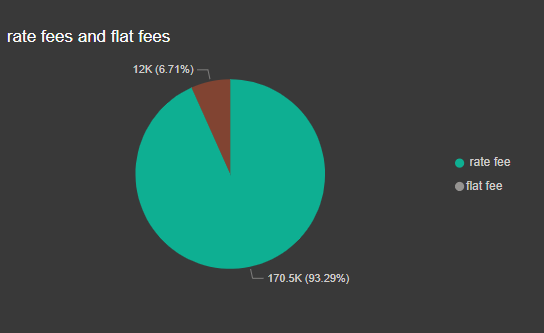 rate fees and flat fees
12K (6.71%)
rate fee
flat fee
170.5K (93.29%)